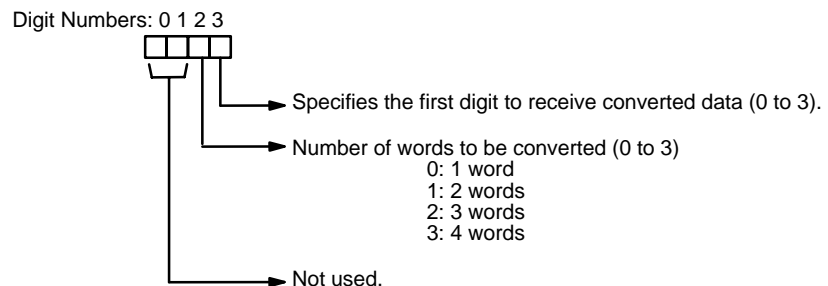 Digit Numbers: 0 1 2 3
Specifies the first digit to receive converted data (0 to 3).
Number of words to be converted (0 to 3)
0: 1 word
1: 2 words
2: 3 words
3: 4 words
Not used.